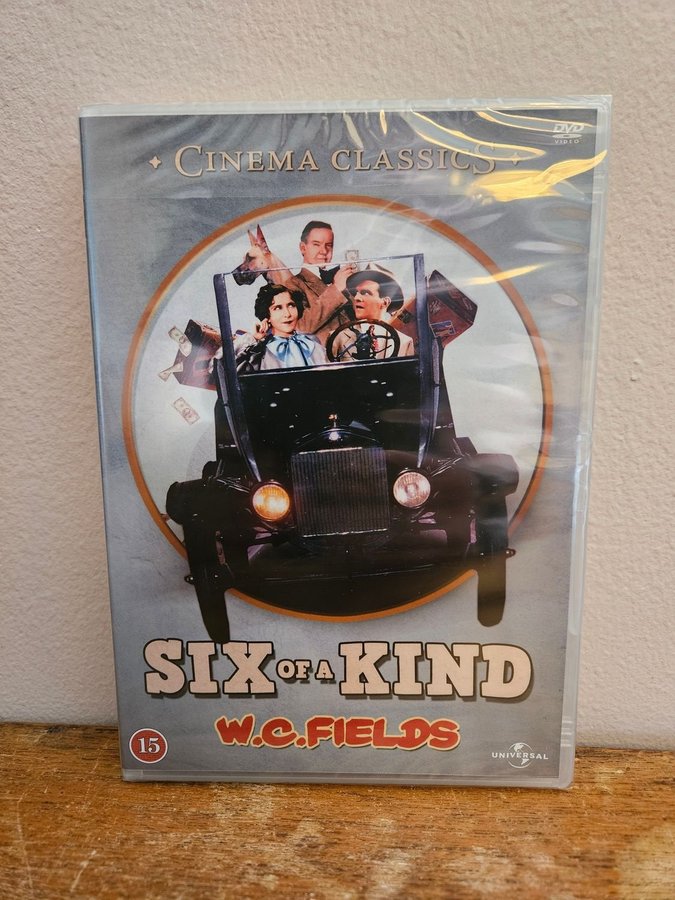 DVD
VIDEO
CINEMA CLASSICS
SIX OF A KIND
W.C.FIELDS
15
UNIVERSAL